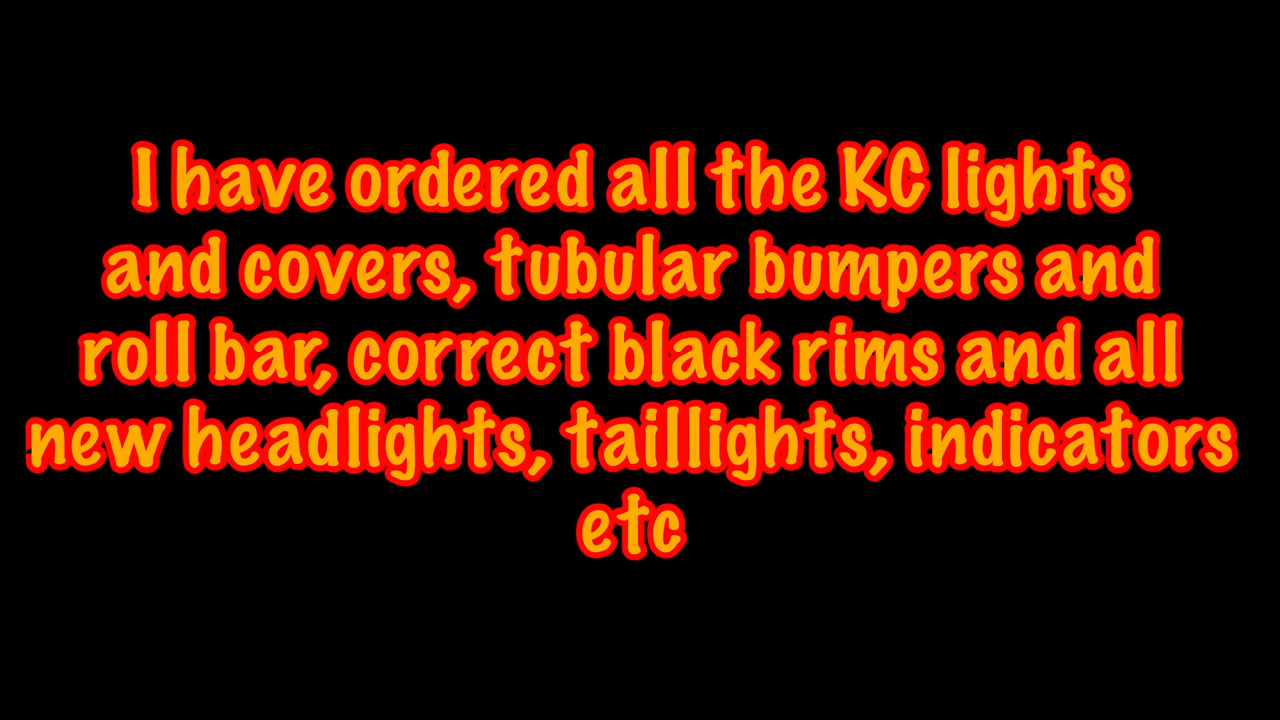 I have ordered all the KC lights
and covers, tubular bumpers and
roll bar, correct black rims and all
new headlights, taillights, indicators
etc